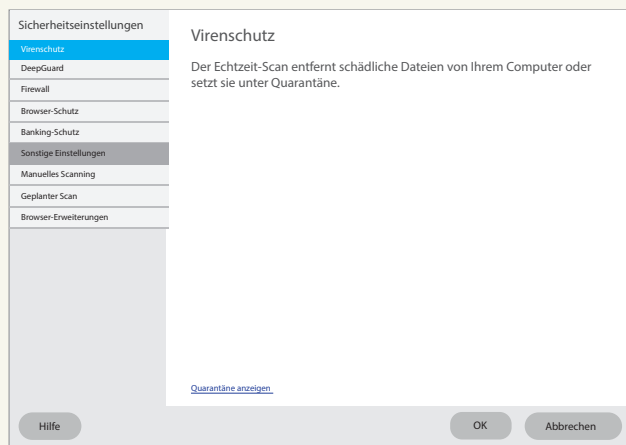 Sicherheitseinstellungen
Virenschutz
DeepGuard
Firewall
Browser-Schutz
Banking-Schutz
Sonstige Einstellungen
Manuelles Scanning
Geplanter Scan
Browser-Erweiterungen
Virenschutz
Der Echtzeit-Scan entfernt schädliche Dateien von Ihrem Computer oder
setzt sie unter Quarantäne.
Quarantäne anzeigen
Hilfe
OK
Abbrechen